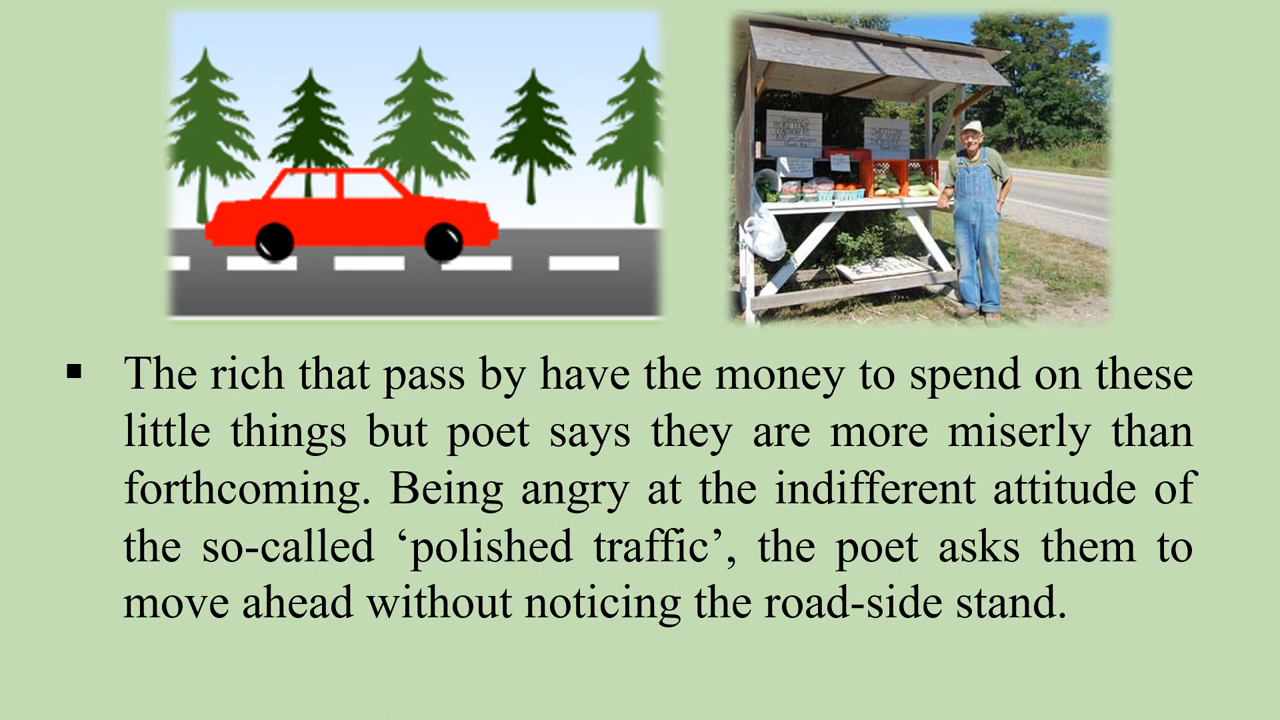 ▪ The rich that pass by have the money to spend on these
little things but poet says they are more miserly than
forthcoming. Being angry at the indifferent attitude of
the so-called ‘polished traffic’, the poet asks them to
move ahead without noticing the road-side stand.